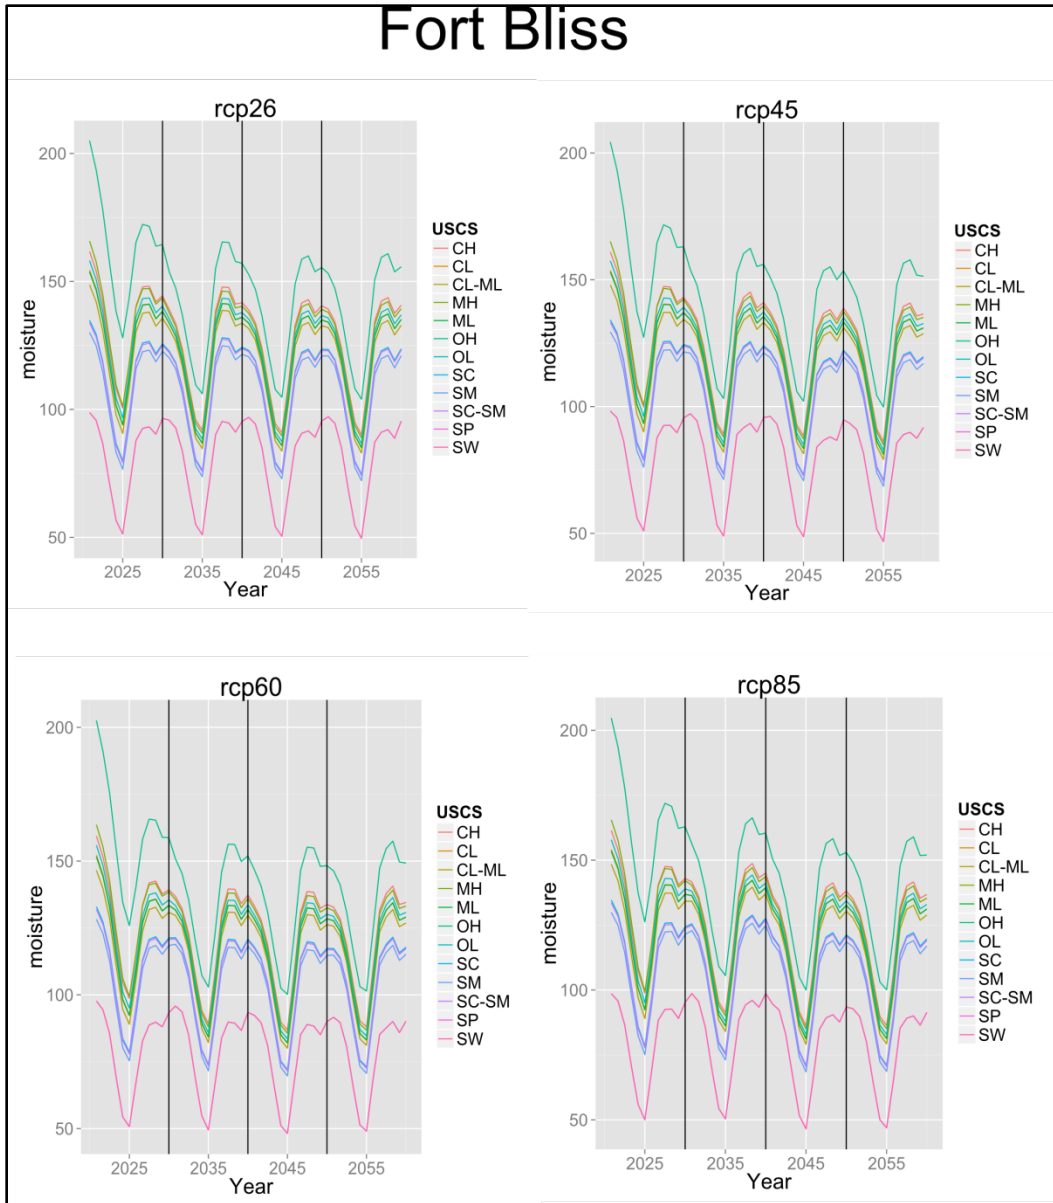 Fort Bliss
rcp26
200
150
100
50
moisture
2025 2035 2045 2055
Year
USCS
CH
CL
CL-ML
MH
ML
OH
OL
SC
SM
SC-SM
SP
SW
rcp45
200
150
100
50
moisture
2025 2035 2045 2055
Year
USCS
CH
CL
CL-ML
MH
ML
OH
OL
SC
SM
SC-SM
SP
SW
rcp60
200
150
100
50
moisture
2025 2035 2045 2055
Year
USCS
CH
CL
CL-ML
MH
ML
OH
OL
SC
SM
SC-SM
SP
SW
rcp85
200
150
100
50
moisture
2025 2035 2045 2055
Year
USCS
CH
CL
CL-ML
MH
ML
OH
OL
SC
SM
SC-SM
SP
SW